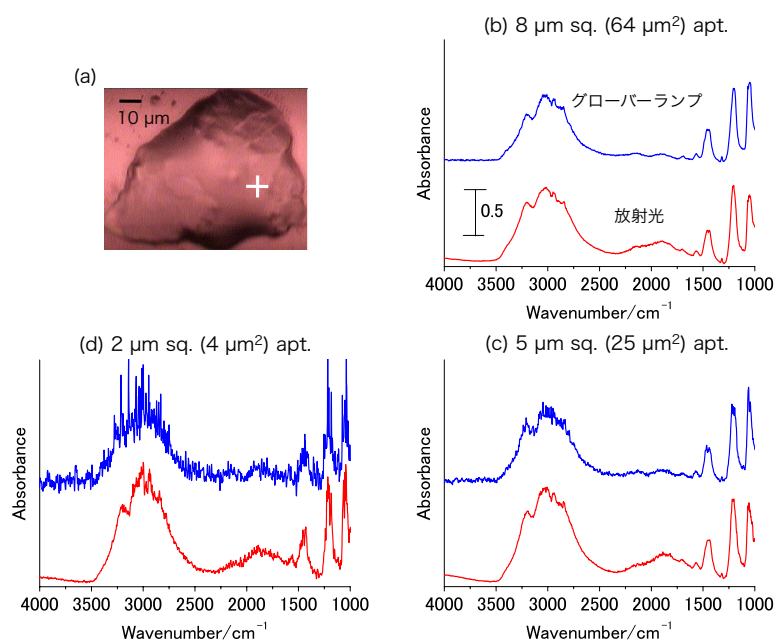 (a)
10 μm
(b) 8 μm sq. (64 μm²) apt.
Absorbance
グローバーランプ
0.5
放射光
4000 3500 3000 2500 2000 1500 1000
Wavenumber/cm⁻¹
(d) 2 μm sq. (4 μm²) apt.
Absorbance
4000 3500 3000 2500 2000 1500 1000
Wavenumber/cm⁻¹
(c) 5 μm sq. (25 μm²) apt.
Absorbance
4000 3500 3000 2500 2000 1500 1000
Wavenumber/cm⁻¹